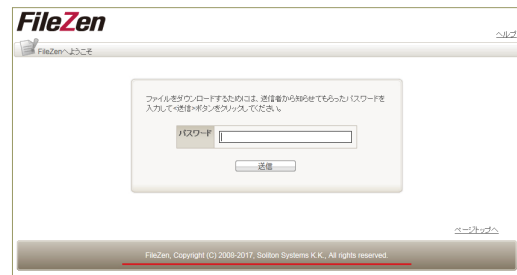 FileZen
ヘルプ
FileZenへようこそ
ファイルをダウンロードするためには、送信者から知らせてもらったパスワードを
入力して<送信>ボタンをクリックしてください。
パスワード
送信
ページトップへ
FileZen, Copyright (C) 2008-2017, Soliton Systems K.K., All rights reserved.